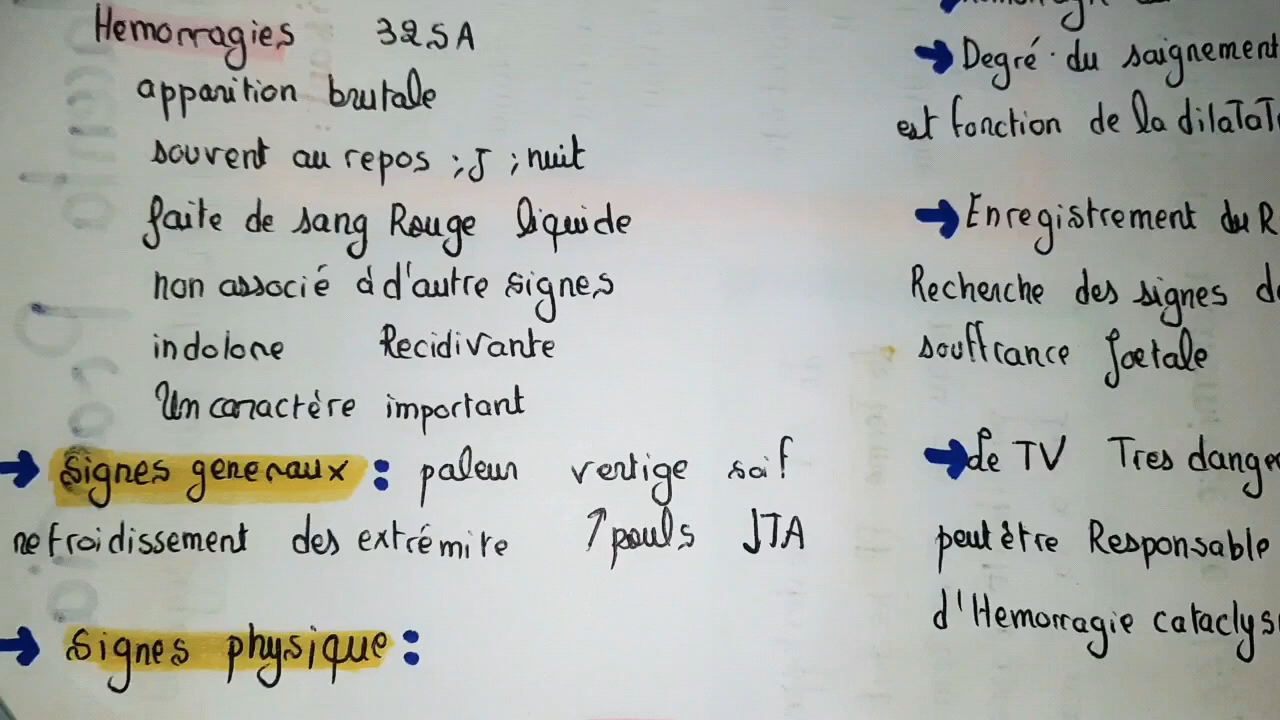 Hemorragies 32SA
apparition brutale
souvent au repos ; J ; nuit
faite de sang Rouge liquide
non associé à d'autre signes
indolore Recidivante
Un caractère important
→ signes generaux : paleur vertige soif
refroidissement des extrémite ↑ pouls ↓TA
→ signes physique :
→ Degré du saignement
est fonction de la dilatat
→ Enregistrement du R
Recherche des signes d
souffrance foetale
→ Le TV Tres dange
peut être Responsable
d'Hemorragie cataclys